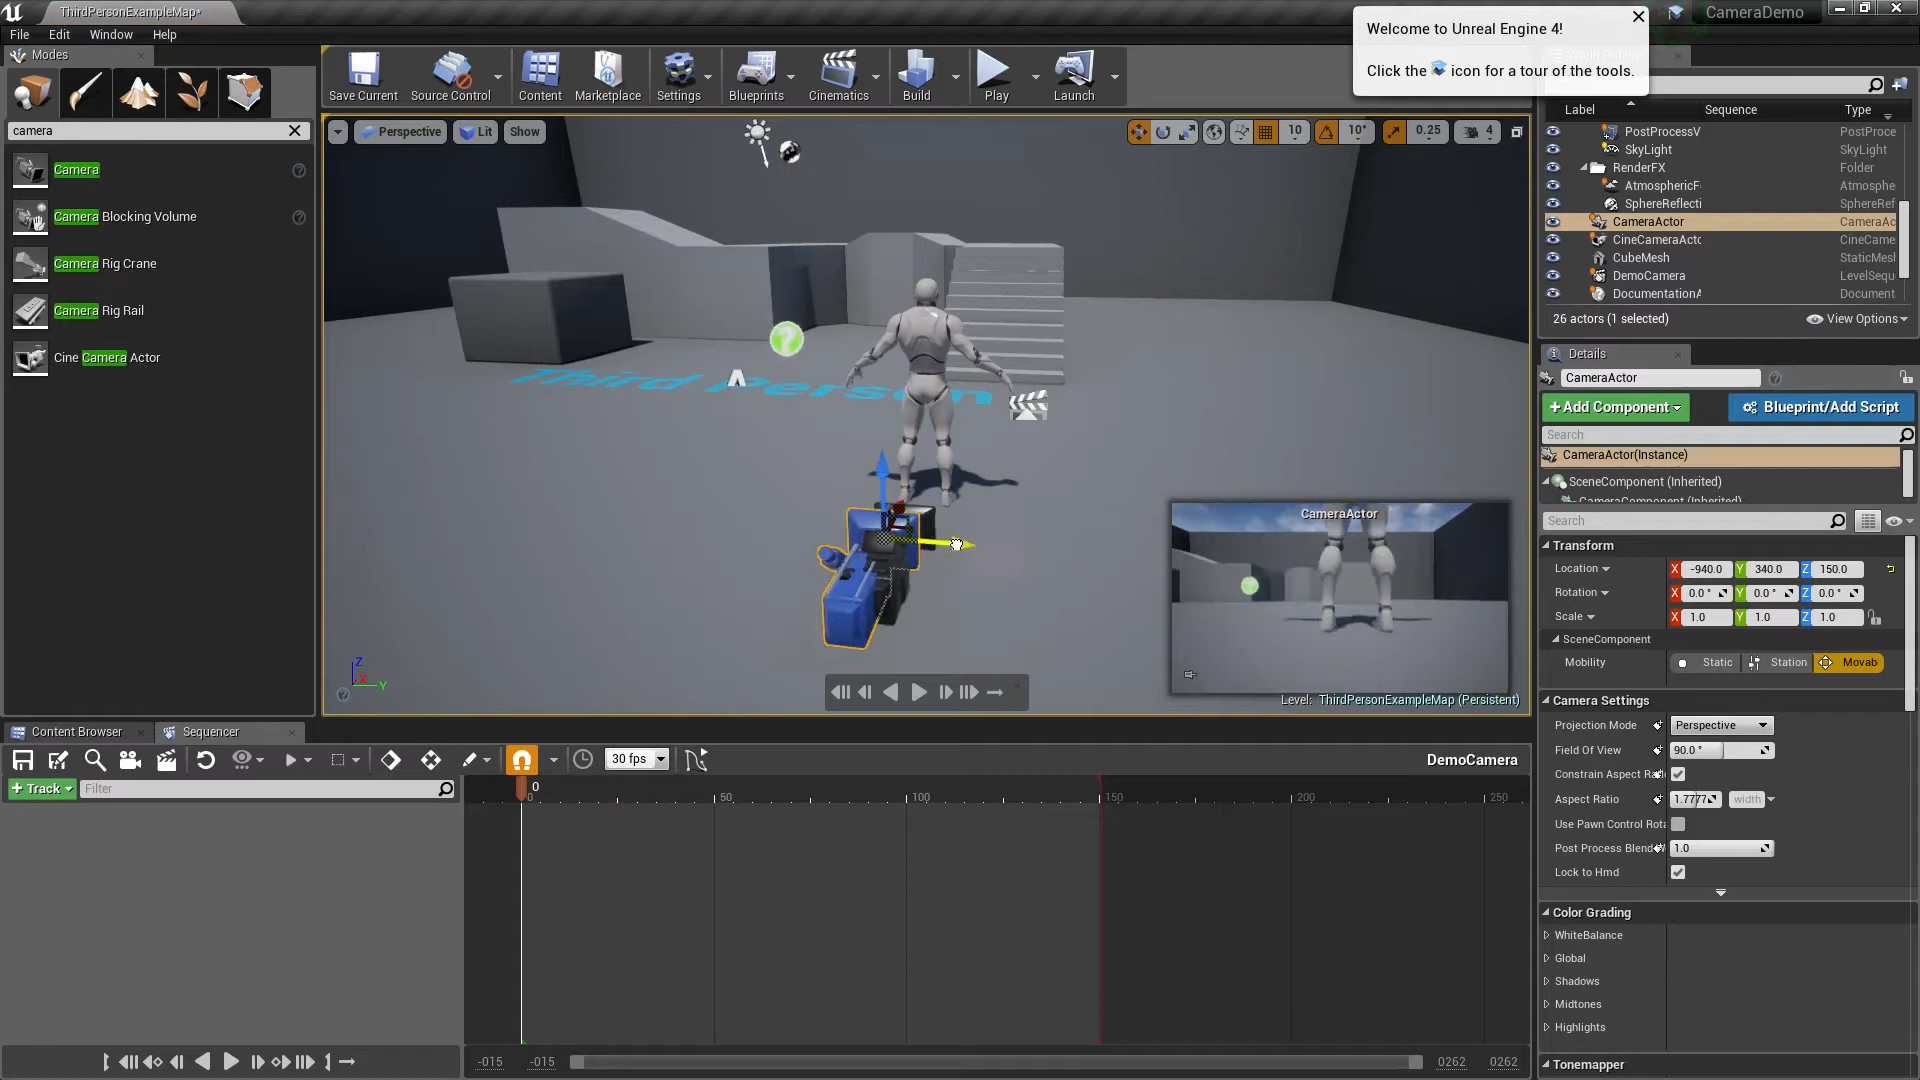 ThirdPersonExampleMap*
CameraDemo
File Edit Window Help
Welcome to Unreal Engine 4!
Click the icon for a tour of the tools.
Modes
Save Current Source Control Content Marketplace Settings Blueprints Cinematics Build Play Launch
camera
Perspective Lit Show
10 10° 0.25 4
Camera
Camera Blocking Volume
Camera Rig Crane
Camera Rig Rail
Cine Camera Actor
Third Person
CameraActor
Level: ThirdPersonExampleMap (Persistent)
Z
X
Y
Label Sequence Type
PostProcessV PostProce
SkyLight SkyLight
RenderFX Folder
AtmosphericF Atmosphe
SphereReflecti SphereRef
CameraActor CameraAc
CineCameraActo CineCame
CubeMesh StaticMesl
DemoCamera LevelSequ
DocumentationA Document
26 actors (1 selected) View Options
Details
CameraActor
+Add Component Blueprint/Add Script
Search
CameraActor(Instance)
SceneComponent (Inherited)
CameraComponent (Inherited)
Search
Transform
Location X -940.0 Y 340.0 Z 150.0
Rotation X 0.0 ° Y 0.0 ° Z 0.0 °
Scale X 1.0 Y 1.0 Z 1.0
SceneComponent
Mobility Static Station Movab
Camera Settings
Projection Mode Perspective
Field Of View 90.0 °
Constrain Aspect Rati
Aspect Ratio 1.7777 width
Use Pawn Control Rota
Post Process Blend W 1.0
Lock to Hmd
Color Grading
WhiteBalance
Global
Shadows
Midtones
Highlights
Tonemapper
Content Browser Sequencer
30 fps DemoCamera
+ Track Filter
0
0 50 100 150 200 250
-015 -015 0262 0262